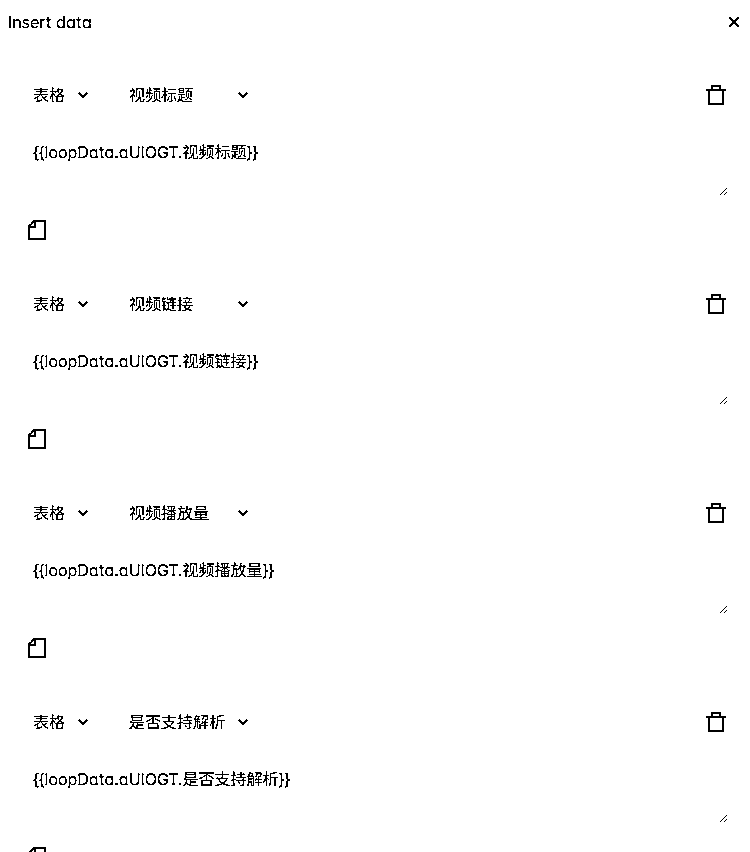 Insert data
表格 视频标题
{{loopData.aUlOGT.视频标题}}
表格 视频链接
{{loopData.aUlOGT.视频链接}}
表格 视频播放量
{{loopData.aUlOGT.视频播放量}}
表格 是否支持解析
{{loopData.aUlOGT.是否支持解析}}